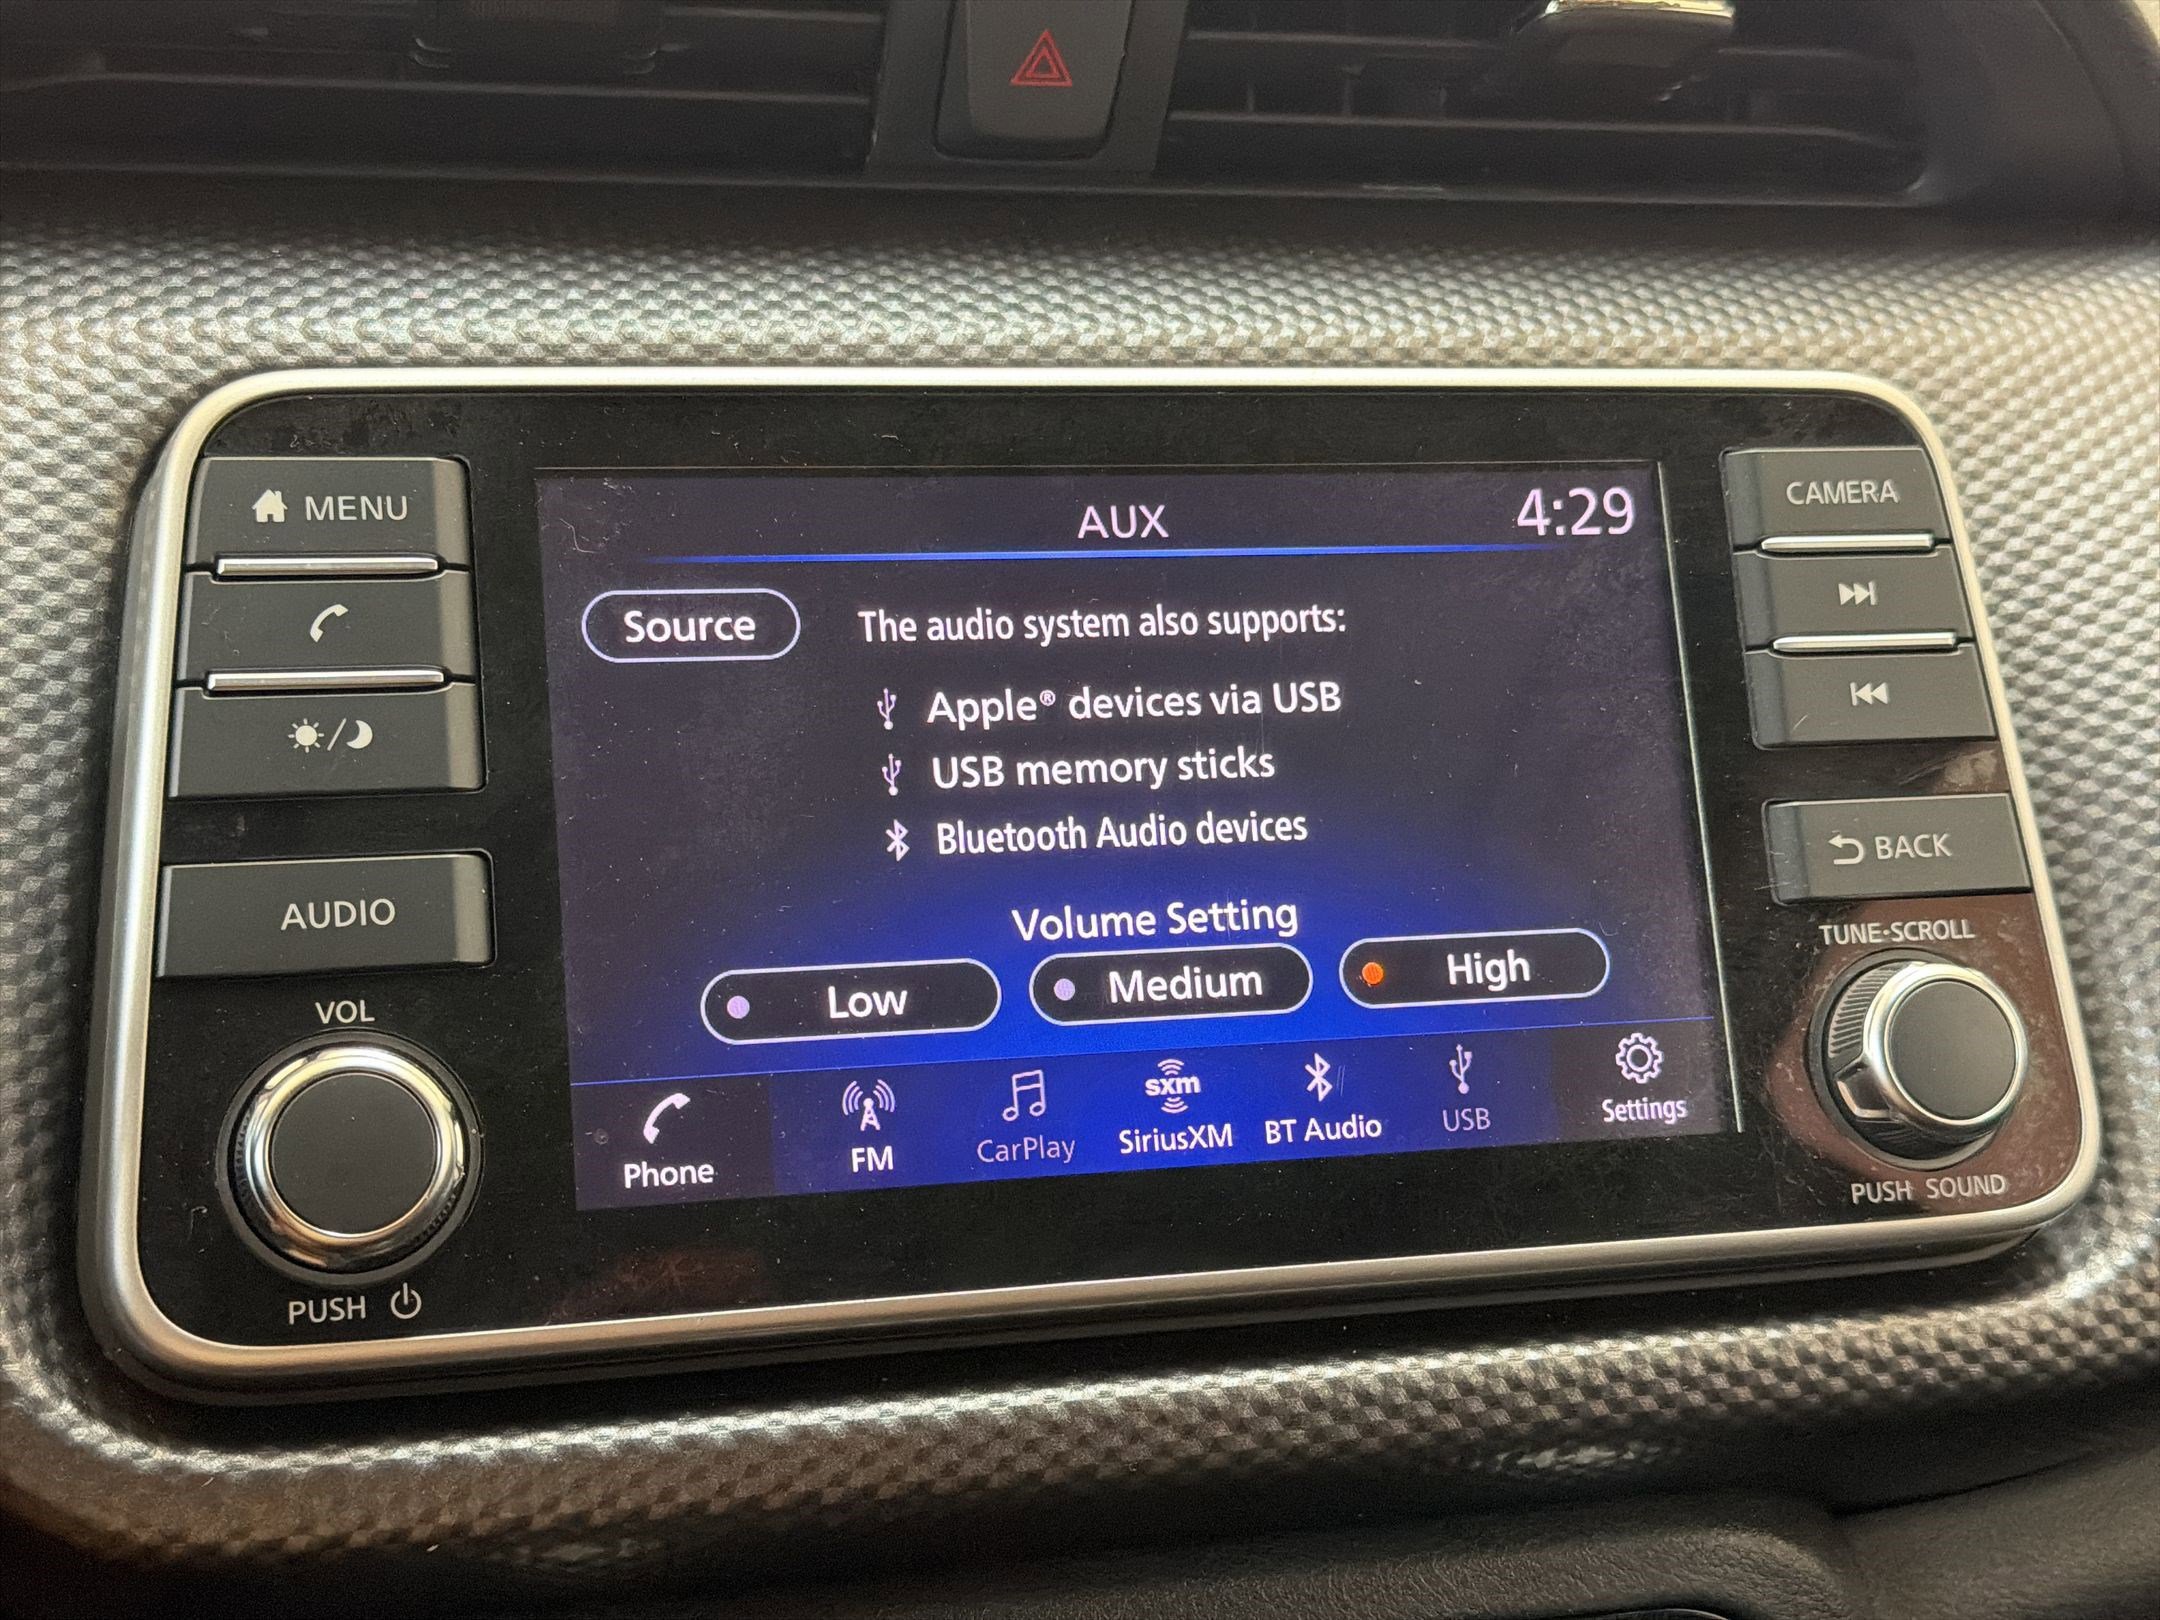 MENU
AUDIO
VOL
PUSH
AUX
4:29
Source
The audio system also supports:
Apple® devices via USB
USB memory sticks
Bluetooth Audio devices
Volume Setting
Low
Medium
High
Phone
FM
CarPlay
sxm
SiriusXM
BT Audio
USB
Settings
CAMERA
BACK
TUNE•SCROLL
PUSH SOUND